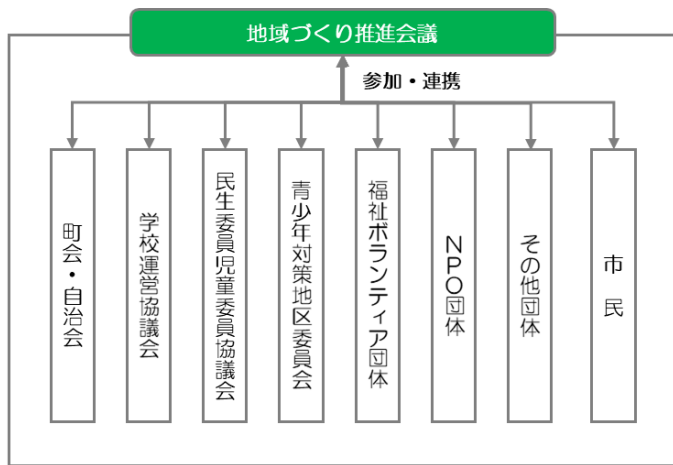 地域づくり推進会議
参加・連携
町会・自治会
学校運営協議会
民生委員児童委員協議会
青少年対策地区委員会
福祉ボランティア団体
NPO団体
その他団体
市民